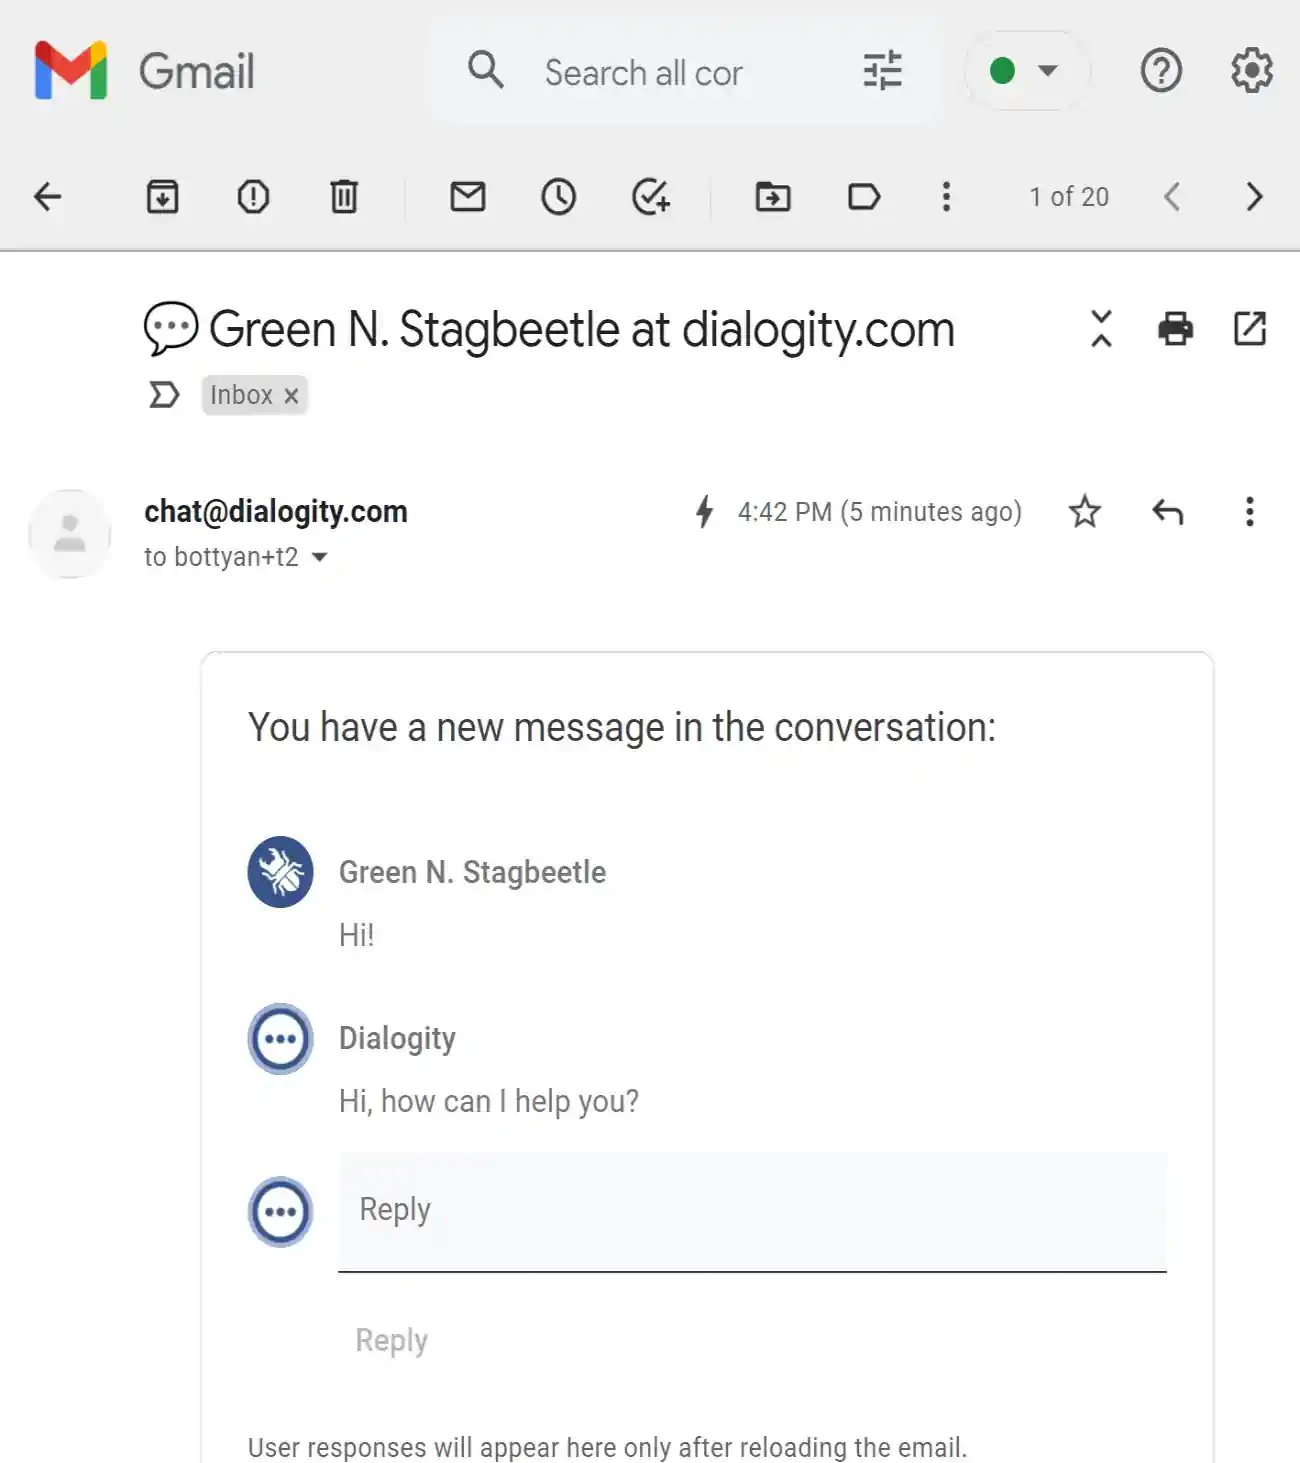 Gmail
Search all cor
1 of 20
Green N. Stagbeetle at dialogity.com
Inbox
chat@dialogity.com
4:42 PM (5 minutes ago)
to bottyan+t2
You have a new message in the conversation:
Green N. Stagbeetle
Hi!
Dialogity
Hi, how can I help you?
Reply
Reply
User responses will appear here only after reloading the email.